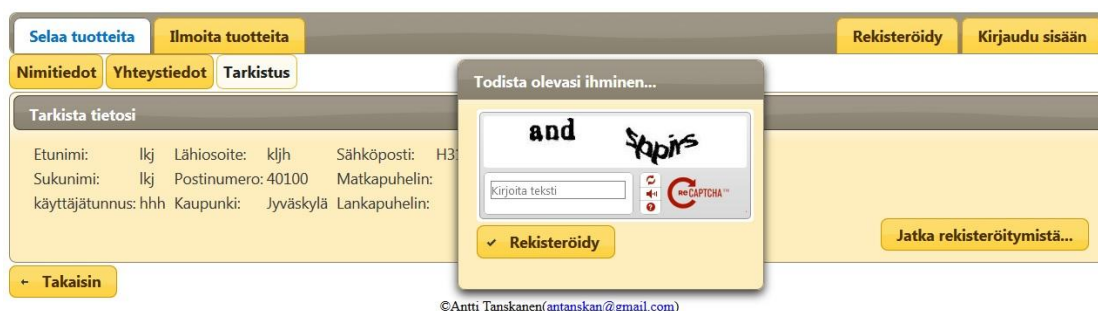 Selaa tuotteita Ilmoita tuotteita Rekisteröidy Kirjaudu sisään
Nimitiedot Yhteystiedot Tarkistus
Todista olevasi ihminen...
Tarkista tietosi
and
Etunimi: lkj Lähiosoite: kljh Sähköposti:
Sukunimi: lkj Postinumero: 40100 Matkapuhelin:
käyttäjätunnus: hhh Kaupunki: Jyväskylä Lankapuhelin:
Kirjoita teksti
reCAPTCHA™
Rekisteröidy
Jatka rekisteröitymistä...
← Takaisin
©Antti Tanskanen(antanskan@gmail.com)